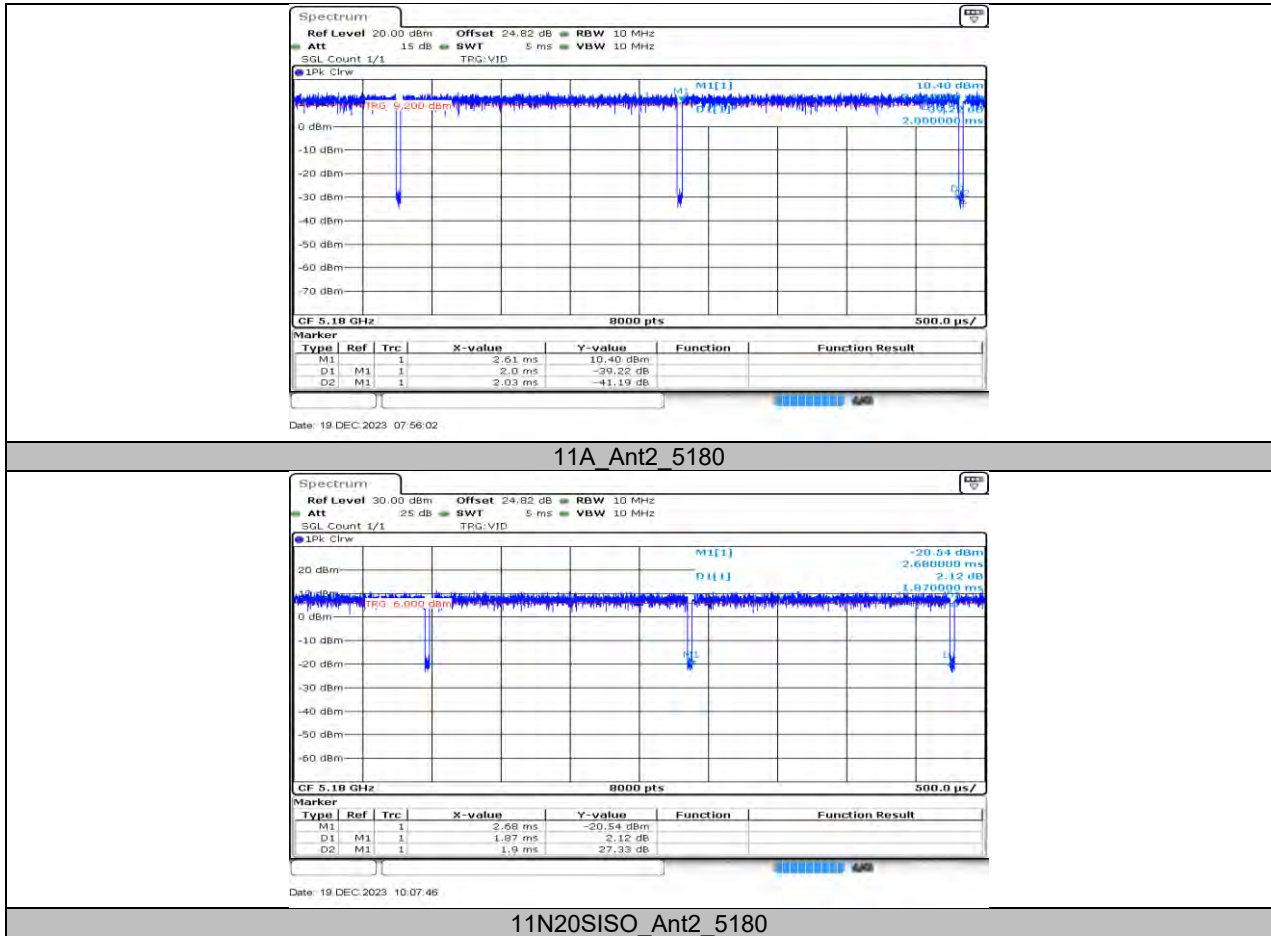 Spectrum
Ref Level 20.00 dBm Offset 24.82 dB RBW 10 MHz
Att 15 dB SWT 5 ms VBW 10 MHz
SGL Count 1/1 TRG:VID
1Pk Clrw
M1[1] 10.40 dBm
M1
TRG 9.200 dBm
D1[1]
2.000000 ms
0 dBm
-10 dBm
-20 dBm
-30 dBm
-40 dBm
-50 dBm
-60 dBm
-70 dBm
CF 5.18 GHz 8000 pts 500.0 µs/
Marker
Type Ref Trc X-value Y-value Function Function Result
M1 1 2.61 ms 10.40 dBm
D1 M1 1 2.0 ms -39.22 dB
D2 M1 1 2.03 ms -41.19 dB
Date: 19.DEC.2023 07:56:02
11A_Ant2_5180
Spectrum
Ref Level 30.00 dBm Offset 24.82 dB RBW 10 MHz
Att 25 dB SWT 5 ms VBW 10 MHz
SGL Count 1/1 TRG:VID
1Pk Clrw
M1[1] -20.54 dBm
2.680000 ms
20 dBm
D1[1] 2.12 dB
1.870000 ms
10 dBm
TRG 6.000 dBm
0 dBm
-10 dBm
M1
-20 dBm
-30 dBm
-40 dBm
-50 dBm
-60 dBm
CF 5.18 GHz 8000 pts 500.0 µs/
Marker
Type Ref Trc X-value Y-value Function Function Result
M1 1 2.68 ms -20.54 dBm
D1 M1 1 1.87 ms 2.12 dB
D2 M1 1 1.9 ms 27.33 dB
Date: 19.DEC.2023 10:07:46
11N20SISO_Ant2_5180